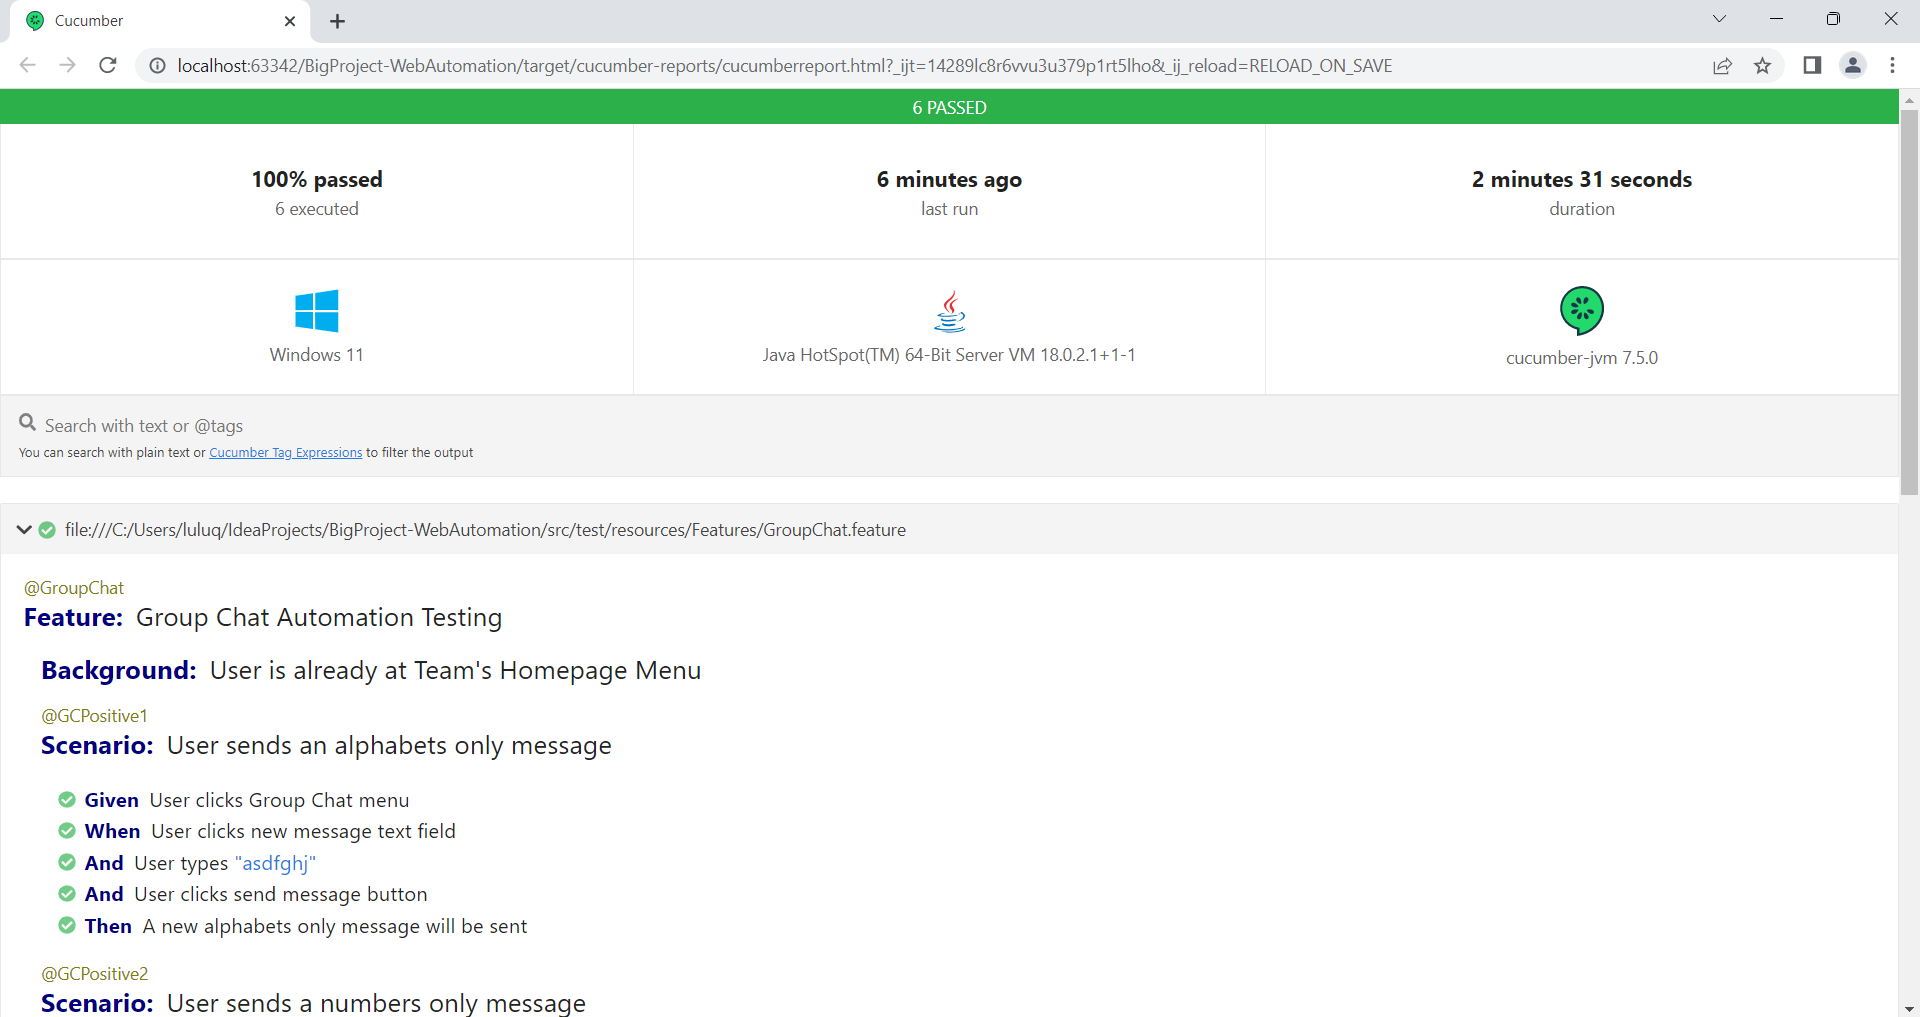 Cucumber
localhost:63342/BigProject-WebAutomation/target/cucumber-reports/cucumberreport.html?_ijt=14289lc8r6vvu3u379p1rt5lho&_ij_reload=RELOAD_ON_SAVE
6 PASSED
100% passed
6 executed
6 minutes ago
last run
2 minutes 31 seconds
duration
Windows 11
Java HotSpot(TM) 64-Bit Server VM 18.0.2.1+1-1
cucumber-jvm 7.5.0
Search with text or @tags
You can search with plain text or Cucumber Tag Expressions to filter the output
file:///C:/Users/luluq/IdeaProjects/BigProject-WebAutomation/src/test/resources/Features/GroupChat.feature
@GroupChat
Feature: Group Chat Automation Testing
Background: User is already at Team's Homepage Menu
@GCPositive1
Scenario: User sends an alphabets only message
Given User clicks Group Chat menu
When User clicks new message text field
And User types "asdfghj"
And User clicks send message button
Then A new alphabets only message will be sent
@GCPositive2
Scenario: User sends a numbers only message